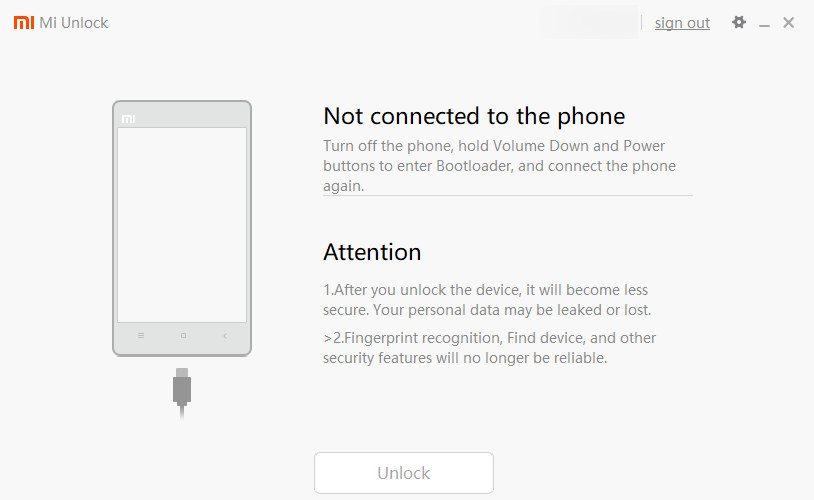 mi Mi Unlock
sign out
mi
Not connected to the phone
Turn off the phone, hold Volume Down and Power
buttons to enter Bootloader, and connect the phone
again.
Attention
1.After you unlock the device, it will become less
secure. Your personal data may be leaked or lost.
>2.Fingerprint recognition, Find device, and other
security features will no longer be reliable.
Unlock